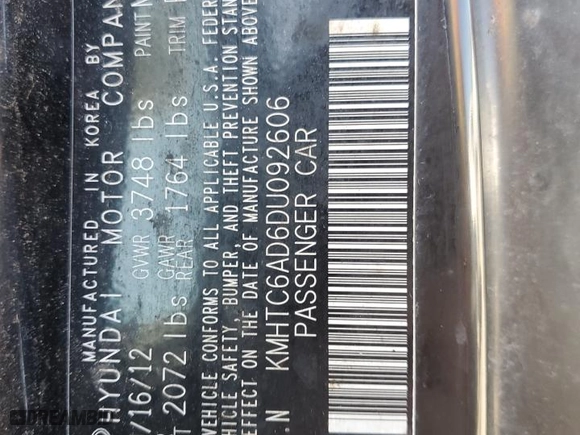 MANUFACTURED IN KOREA BY
HYUNDAI MOTOR COMPAN
/16/12 GVWR 3748 lbs PAINT N
GAWR TRIM
2072 lbs REAR 1764 lbs
VEHICLE CONFORMS TO ALL APPLICABLE U.S.A. FEDER
VEHICLE SAFETY, BUMPER, AND THEFT PREVENTION STAN
EFFECT ON THE DATE OF MANUFACTURE SHOWN ABOVE
.N KMHTC6AD6DU092606
PASSENGER CAR
DREAMBID